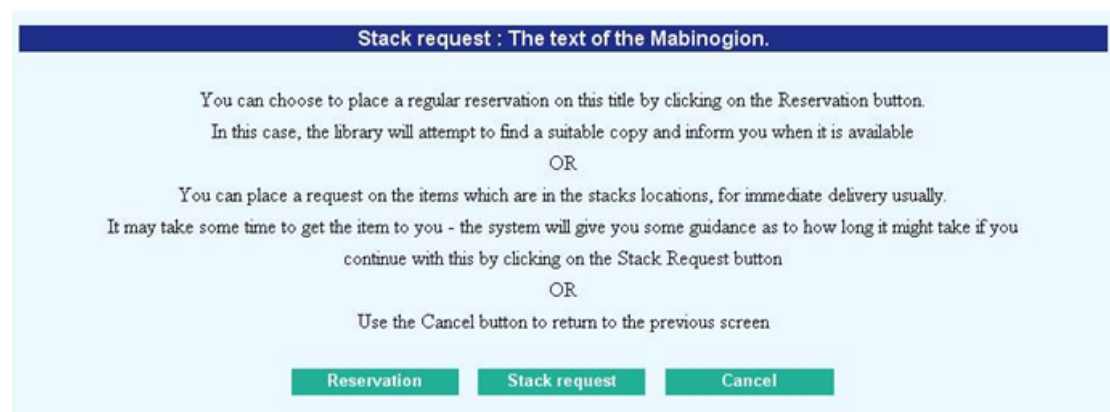 Stack request : The text of the Mabinogion.
You can choose to place a regular reservation on this title by clicking on the Reservation button.
In this case, the library will attempt to find a suitable copy and inform you when it is available
OR
You can place a request on the items which are in the stacks locations, for immediate delivery usually.
It may take some time to get the item to you - the system will give you some guidance as to how long it might take if you
continue with this by clicking on the Stack Request button
OR
Use the Cancel button to return to the previous screen
Reservation Stack request Cancel